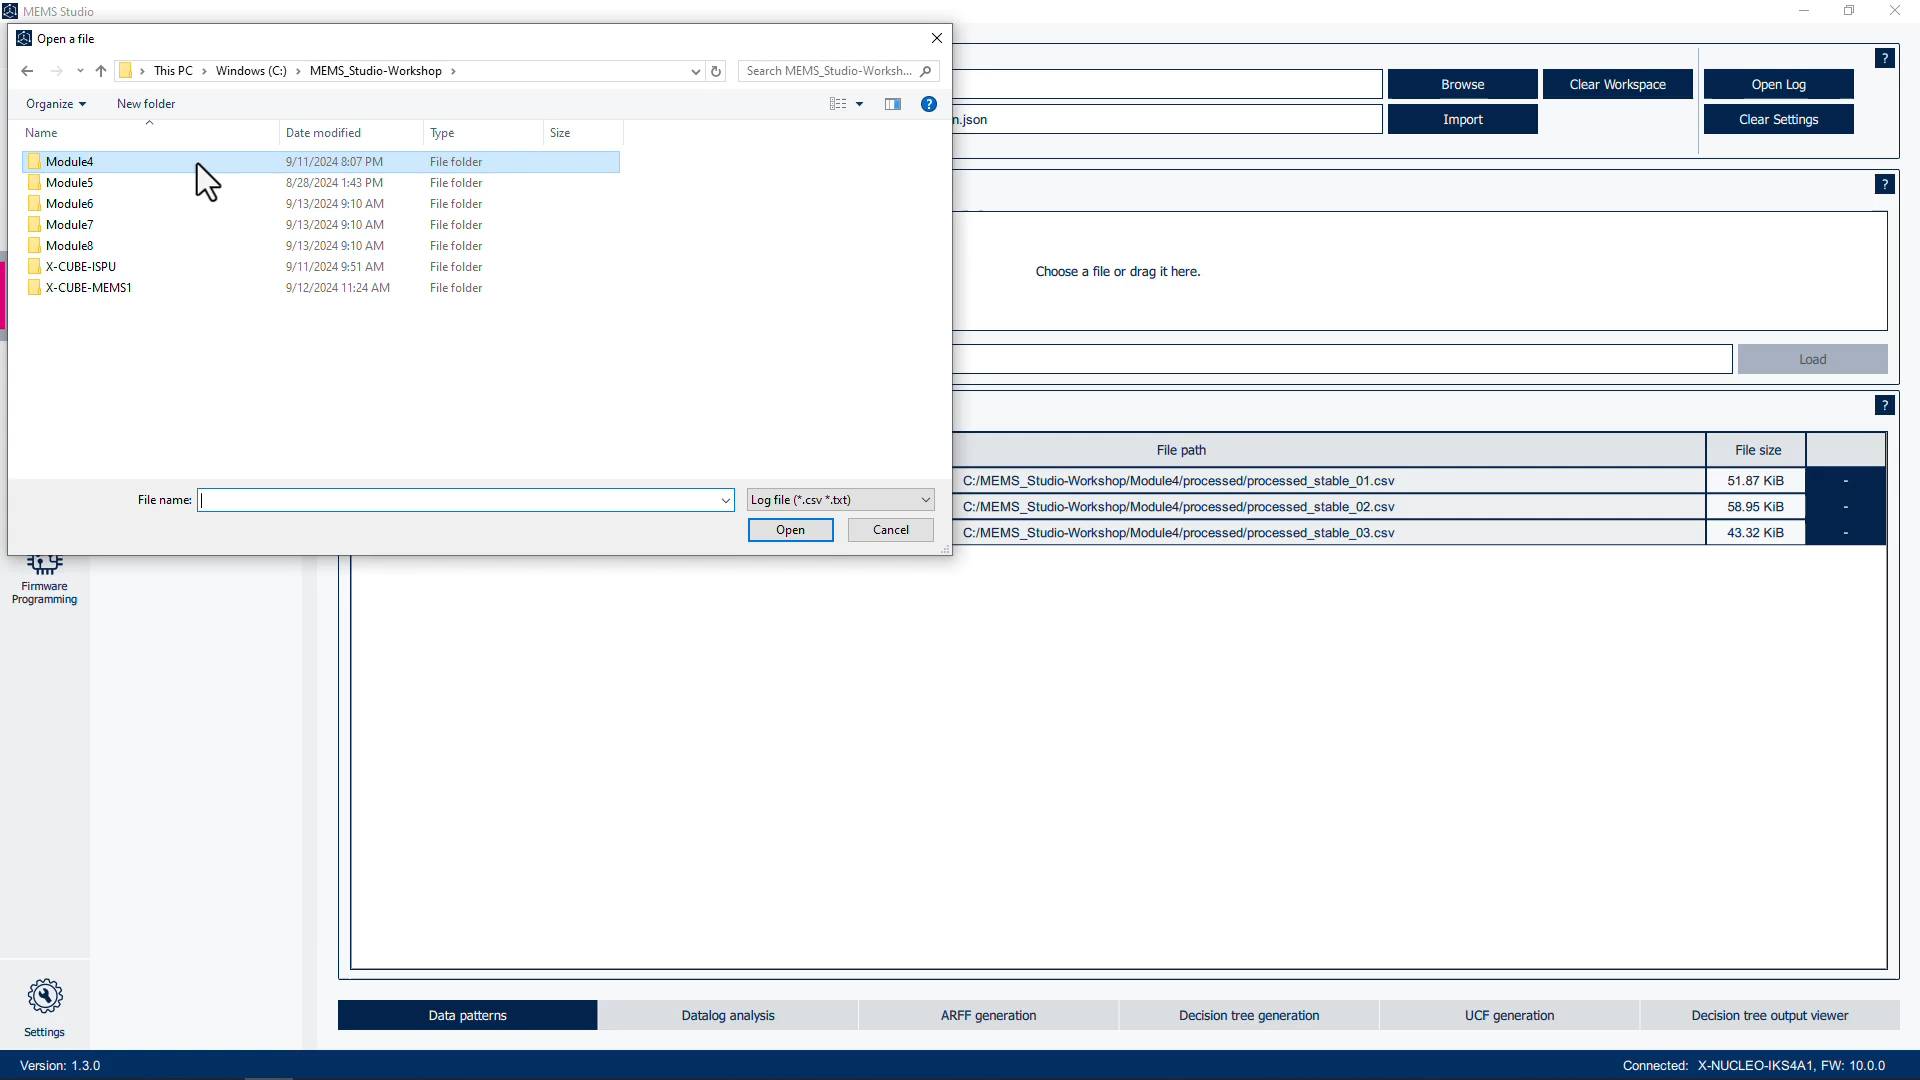 MEMS Studio
Open a file
This PC > Windows (C:) > MEMS_Studio-Workshop >
Search MEMS_Studio-Worksh...
Organize
New folder
?
Name
Date modified
Type
Size
Module4 9/11/2024 8:07 PM File folder
Module5 8/28/2024 1:43 PM File folder
Module6 9/13/2024 9:10 AM File folder
Module7 9/13/2024 9:10 AM File folder
Module8 9/13/2024 9:10 AM File folder
X-CUBE-ISPU 9/11/2024 9:51 AM File folder
X-CUBE-MEMS1 9/12/2024 11:24 AM File folder
File name:
Log file (*.csv *.txt)
Open
Cancel
?
Browse
Clear Workspace
Open Log
n.json
Import
Clear Settings
?
Choose a file or drag it here.
Load
?
File path
File size
C:/MEMS_Studio-Workshop/Module4/processed/processed_stable_01.csv 51.87 KiB -
C:/MEMS_Studio-Workshop/Module4/processed/processed_stable_02.csv 58.95 KiB -
C:/MEMS_Studio-Workshop/Module4/processed/processed_stable_03.csv 43.32 KiB -
Firmware
Programming
Settings
Data patterns
Datalog analysis
ARFF generation
Decision tree generation
UCF generation
Decision tree output viewer
Version: 1.3.0
Connected: X-NUCLEO-IKS4A1, FW: 10.0.0